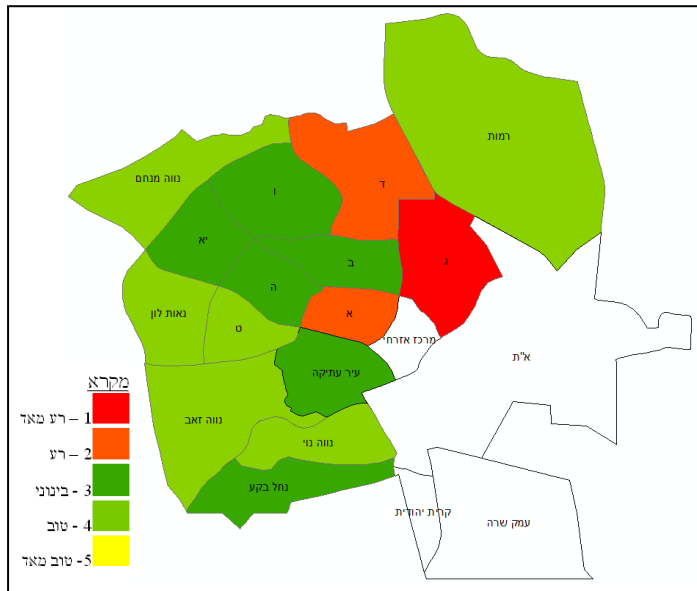 רמות
נווה מנחם
ד
ו
יא
ג
ב
ה
נאות לון
ט
א
מרכז אזרחי
א"ת
עיר עתיקה
מקרא
1 – רע מאד
2 – רע
3 - בינוני
4 - טוב
5- טוב מאד
נווה זאב
נווה נוי
נחל בקע
קרית יהודית
עמק שרה